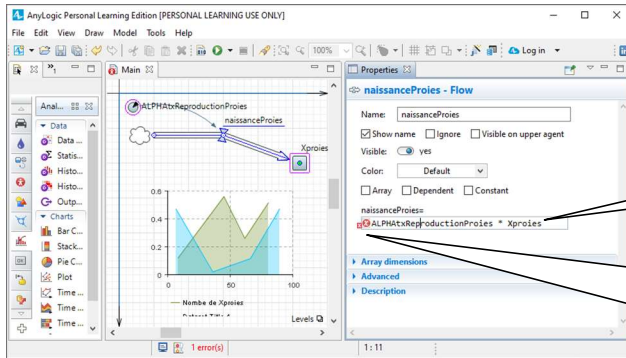 AnyLogic Personal Learning Edition [PERSONAL LEARNING USE ONLY]
File Edit View Draw Model Tools Help
100%
Log in
Main
Properties
naissanceProies - Flow
Anal...
Data
Data ...
Statis...
Histo...
Histo...
Outp...
Charts
Bar C...
Stack...
Pie C...
Plot
Time ...
Time ...
Time ...
ALPHAtxReproductionProies
naissanceProies
Xproies
0.6
0.4
0.2
0
0 50 100
Nombe de Xproies
Levels
Name: naissanceProies
Show name Ignore Visible on upper agent
Visible: yes
Color: Default
Array Dependent Constant
naissanceProies=
ALPHAtxReproductionProies * Xproies
Array dimensions
Advanced
Description
1 error(s)
1:11